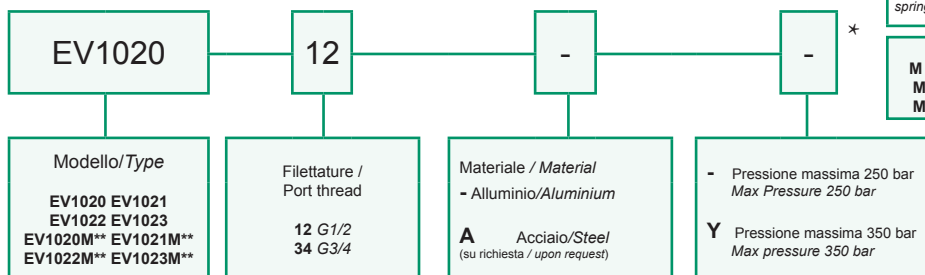 EV1020
12
-
-
*
spring
M
M
M
Modello/Type
EV1020 EV1021
EV1022 EV1023
EV1020M** EV1021M**
EV1022M** EV1023M**
Filettature /
Port thread
12 G1/2
34 G3/4
Materiale / Material
- Alluminio/Aluminium
A Acciaio/Steel
(su richiesta / upon request)
- Pressione massima 250 bar
Max Pressure 250 bar
Y Pressione massima 350 bar
Max pressure 350 bar